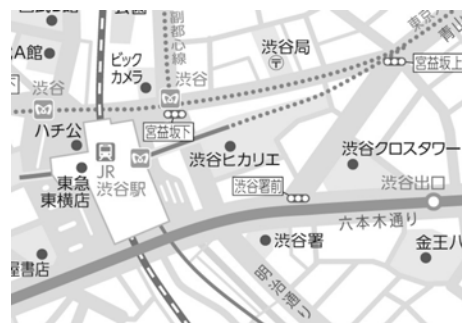 A館
渋谷
ビック
カメラ
副都心線
渋谷
渋谷局
東京
青山
宮益坂上
ハチ公
宮益坂下
JR
渋谷駅
東急
東横店
渋谷ヒカリエ
渋谷クロスタワー
渋谷署前
渋谷出口
六本木通り
渋谷署
明治通り
金王八
屋書店